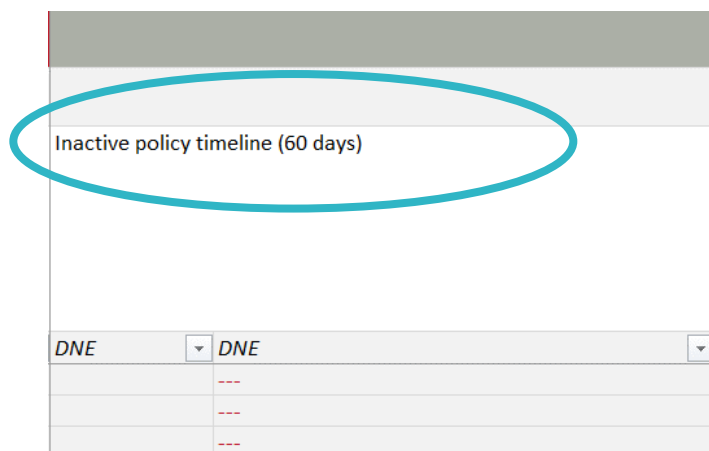 Inactive policy timeline (60 days)
DNE DNE
---
---
---